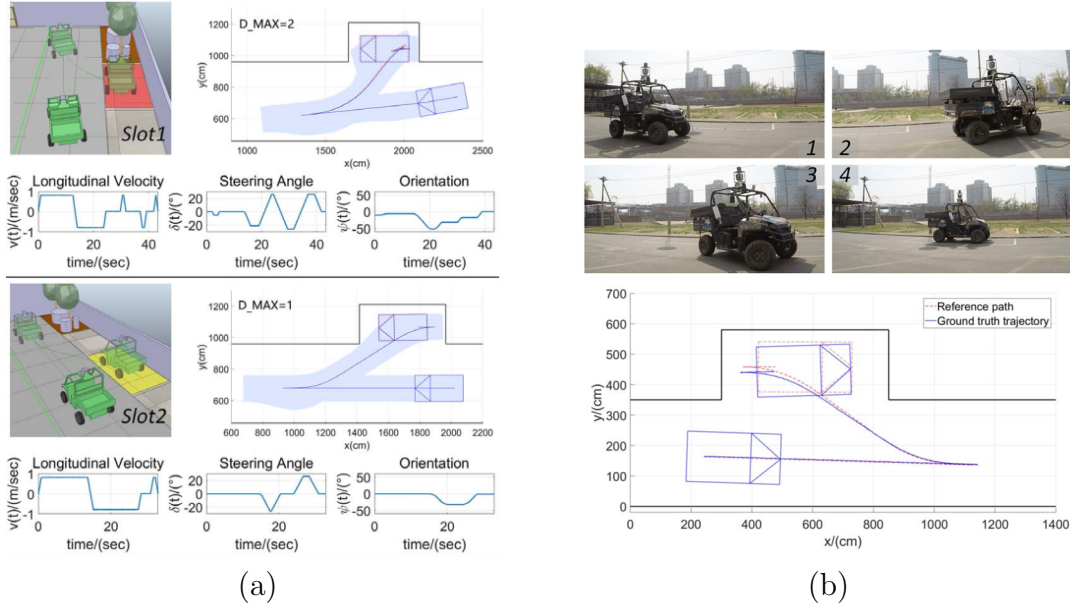 D_MAX=2
Slot1
1200
1000
800
600
y(cm)
1000 1500 2000 2500
x(cm)
Longitudinal Velocity Steering Angle Orientation
v(t)/(m/sec)
1
0
-1
0 20 40
time/(sec)
δ(t)/(°)
20
0
-20
0 20 40
time/(sec)
ψ(t)/(°)
50
0
-50
0 20 40
time/(sec)
D_MAX=1
Slot2
1200
1000
800
600
y(cm)
600 800 1000 1200 1400 1600 1800 2000 2200
x(cm)
Longitudinal Velocity Steering Angle Orientation
v(t)/(m/sec)
1
0
-1
0 20
time/(sec)
δ(t)/(°)
20
0
-20
0 20
time/(sec)
ψ(t)/(°)
50
0
-50
0 20
time/(sec)
(a)
1 2
3 4
700
600
500
400
300
200
100
0
y/(cm)
Reference path
Ground truth trajectory
0 200 400 600 800 1000 1200 1400
x/(cm)
(b)